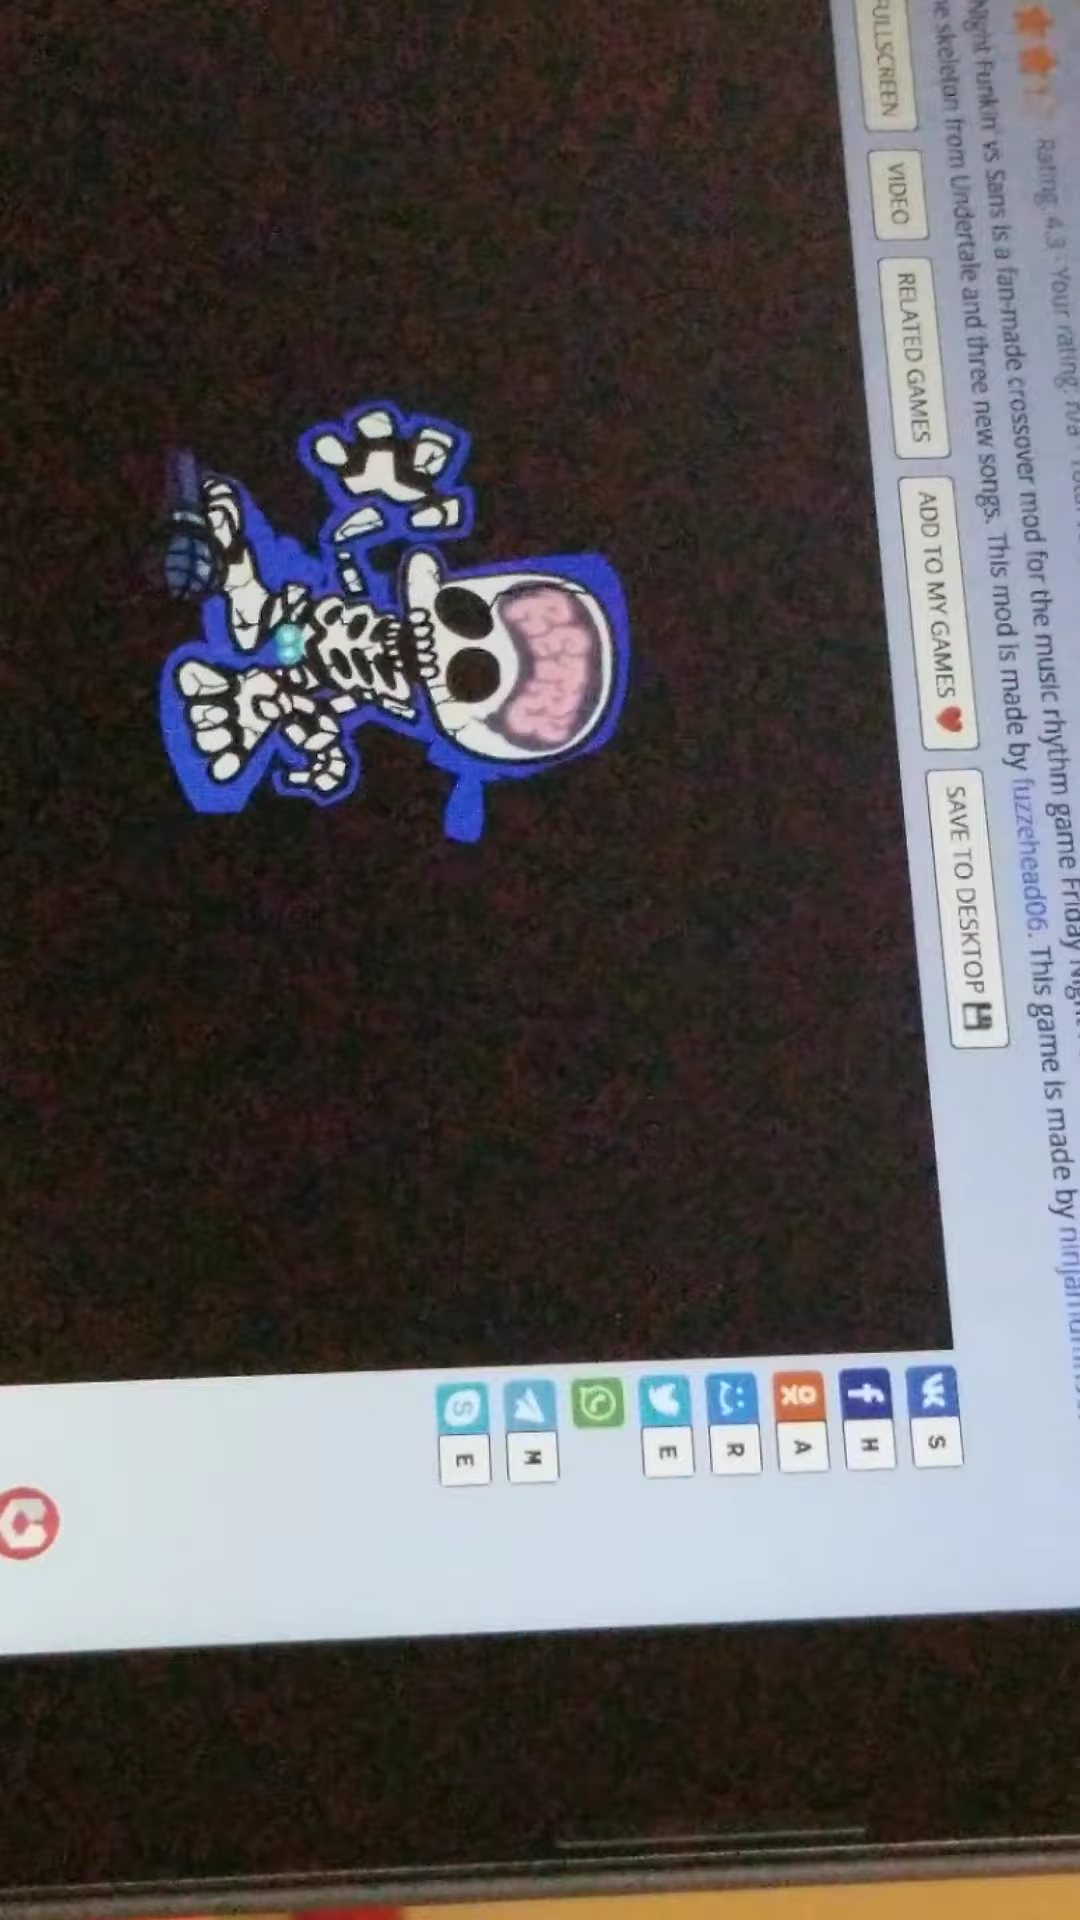 Rating: 4.3 - Your rating: n/a
Night Funkin' vs Sans is a fan-made crossover mod for the music rhythm game Friday
skeleton from Undertale and three new songs. This mod is made by fuzzehead06. This game is made by
FULLSCREEN
VIDEO
RELATED GAMES
ADD TO MY GAMES
SAVE TO DESKTOP
S
H
A
R
E
M
E